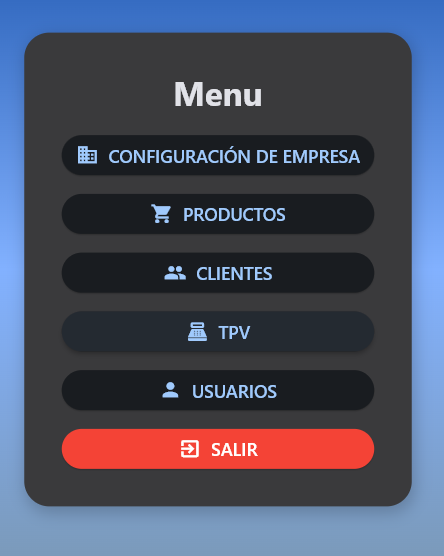 Menu
CONFIGURACIÓN DE EMPRESA
PRODUCTOS
CLIENTES
TPV
USUARIOS
SALIR